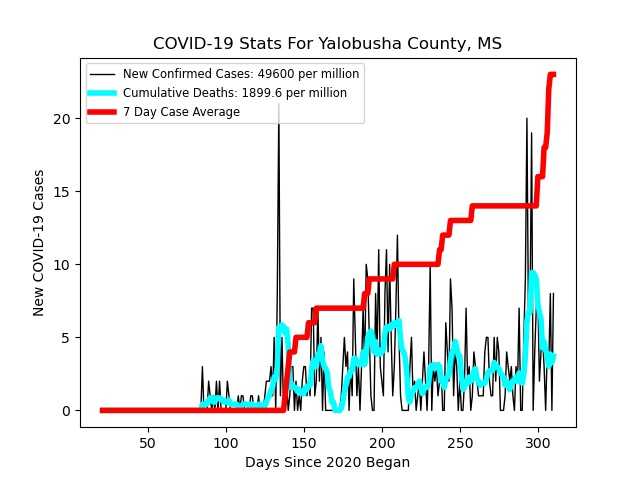 COVID-19 Stats For Yalobusha County, MS
New Confirmed Cases: 49600 per million
Cumulative Deaths: 1899.6 per million
7 Day Case Average
New COVID-19 Cases
20
15
10
5
0
50 100 150 200 250 300
Days Since 2020 Began